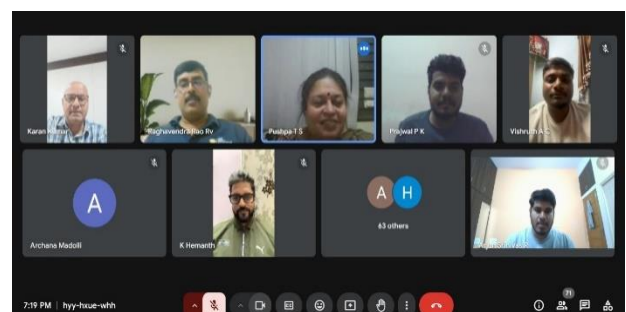 Karan Kumar
Raghavendra Rao Rv
Pushpa T S
Prajwal P K
Vishruth A C
A
Archana Madolli
K Hemanth
A H
63 others
71
7:19 PM | hyy-hxue-whh